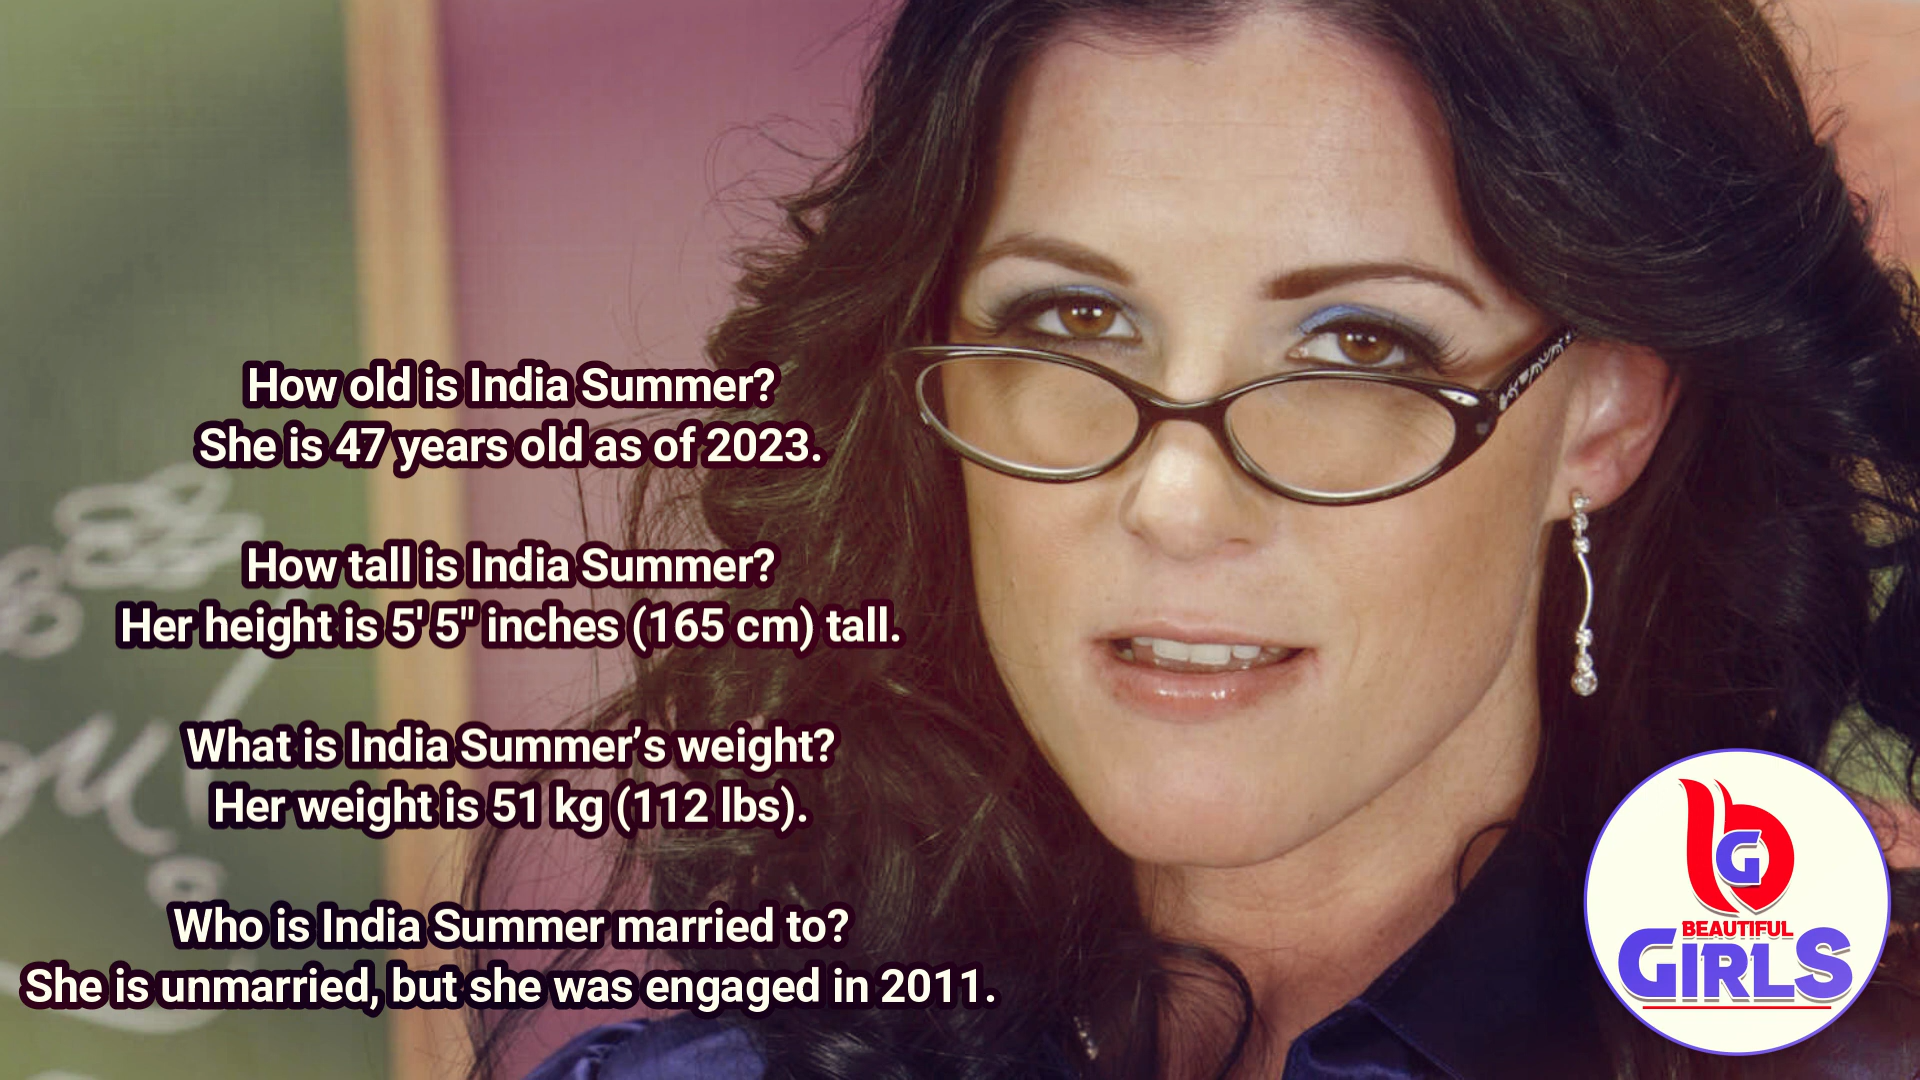 How old is India Summer?
She is 47 years old as of 2023.
How tall is India Summer?
Her height is 5' 5" inches (165 cm) tall.
What is India Summer’s weight?
Her weight is 51 kg (112 lbs).
Who is India Summer married to?
She is unmarried, but she was engaged in 2011.
bG
BEAUTIFUL
GIRLS